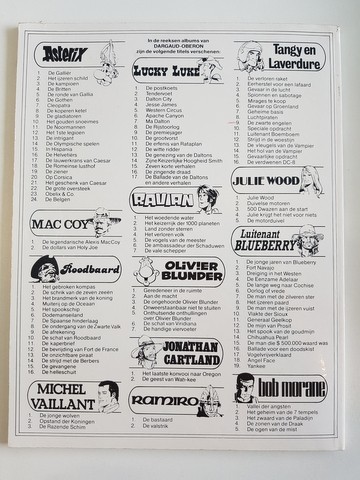 In de reeksen albums van
DARGAUD-OBERON
zijn de volgende titels verschenen:
Asterix
1. De Galliër
2. Het ijzeren schild
3. De kampioen
4. De Britten
5. De ronde van Gallia
6. De Gothen
7. Cleopatra
8. De koperen ketel
9. De gladiatoren
10. Het gouden snoeimes
11. De Noormannen
12. Het 1e legioen
13. De intrigant
14. De Olympische spelen
15. In Hispania
16. De Helvetiërs
17. De lauwerkrans van Caesar
18. De Romeinse lusthof
19. De ziener
20. Op Corsica
21. Het geschenk van Caesar
22. De grote oversteek
23. Obelix & Co.
24. De Belgen
MAC COY
1. De legendarische Alexis MacCoy
2. De dollars van Holy Joe
Roodbaard
1. Het gebroken kompas
2. De schrik van de zeven zeeën
3. Het brandmerk van de koning
4. Muiters op de Oceaan
5. Het spookschip
6. Dodemanseiland
7. De Spaanse hinderlaag
8. De ondergang van de Zwarte Valk
9. De afrekening
10. De schat van Roodbaard
11. De kaperbrief
12. De bevrijding van Fort de France
13. De onzichtbare piraat
14. De strijd met de Berbers
15. De gevangene
16. De helleschuit
MICHEL
VAILLANT
1. De jonge wolven
2. Opstand der Koningen
3. De Razende Schim
LUCKY LUKE
1. De postkoets
2. Tendervoet
3. Dalton City
4. Jesse James
5. Western Circus
6. Apache Canyon
7. Ma Dalton
8. De Rijstoorlog
9. De premiejager
10. De grootvorst
11. De erfenis van Rataplan
12. De witte ridder
13. De genezing van de Daltons
14. Zijne Keizerlijke Hoogheid Smith
15. Zeven korte verhalen
16. De zingende draad
17. De Ballade van de Daltons
en andere verhalen
RAVIAN
1. Het woedende water
2. Het keizerrijk der 1000 planeten
3. Land zonder sterren
4. Het verloren volk
5. De vogels van de meester
6. De ambassadeur der Schaduwen
7. De valse schepper
OLIVIER
BLUNDER
1. Geredeneer in de ruimte
2. Aan de macht
3. De ongehoorde Olivier Blunder
4. Onweerstaanbaar niet te stuiten
5. Onthutsende onthullingen
over Olivier Blunder
6. De schat van Viriduns
7. De handige viervoeter
JONATHAN
CARTLAND
1. Het laatste konvooi naar Oregon
2. De geest van Wah-kee
RAMIRO
1. De bastaard
2. De valstrik
Tangy en
Laverdure
1. De verloren raket
2. Eerherstel voor een lafaard
3. Gevaar in de lucht
4. Spionnen en sabotage
5. Mirages te koop
6. Gevaar op Groenland
7. Geheime basis
8. Luchtpiraten
9. De zwarte engelen
10. Speciale opdracht
11. Luitenant Boemboem
12. Strijd in de woestijn
13. De vleugels van de Vampier
14. Het hol van de Vampier
15. Gevaarlijke opdracht
16. Verdwenen DC-8
JULIE WOOD
1. Julie Wood
2. Duivelse motoren
3. 500 Dwazen aan de start
4. Julie krijgt het niet voor niets
5. De motorduivel
Luitenant
BLUEBERRY
1. De jonge jaren van Blueberry
2. Fort Navajo
3. Dreiging in het Westen
4. De Eenzame Adelaar
5. De lange weg naar Cochise
6. Oorlog of vrede
7. De man met de zilveren ster
8. Het ijzeren paard
9. De man met de ijzeren vuist
10. Vlakte der Sioux
11. Generaal Geelkop
12. De mijn van Prosit
13. Het spook van de goudmijn
14. Chihuahua Pearl
15. De man die $ 500 000 waard was
16. Ballade voor een doodskist
17. Vogelvrijverklaard
18. Angel Face
19. Yankee
bob morane
1. Vallei der angsten
2. Het geheim van de 7 tempels
3. Het zwaard van de Paladijn
4. De zonen van de Draak
5. De ogen van de mist